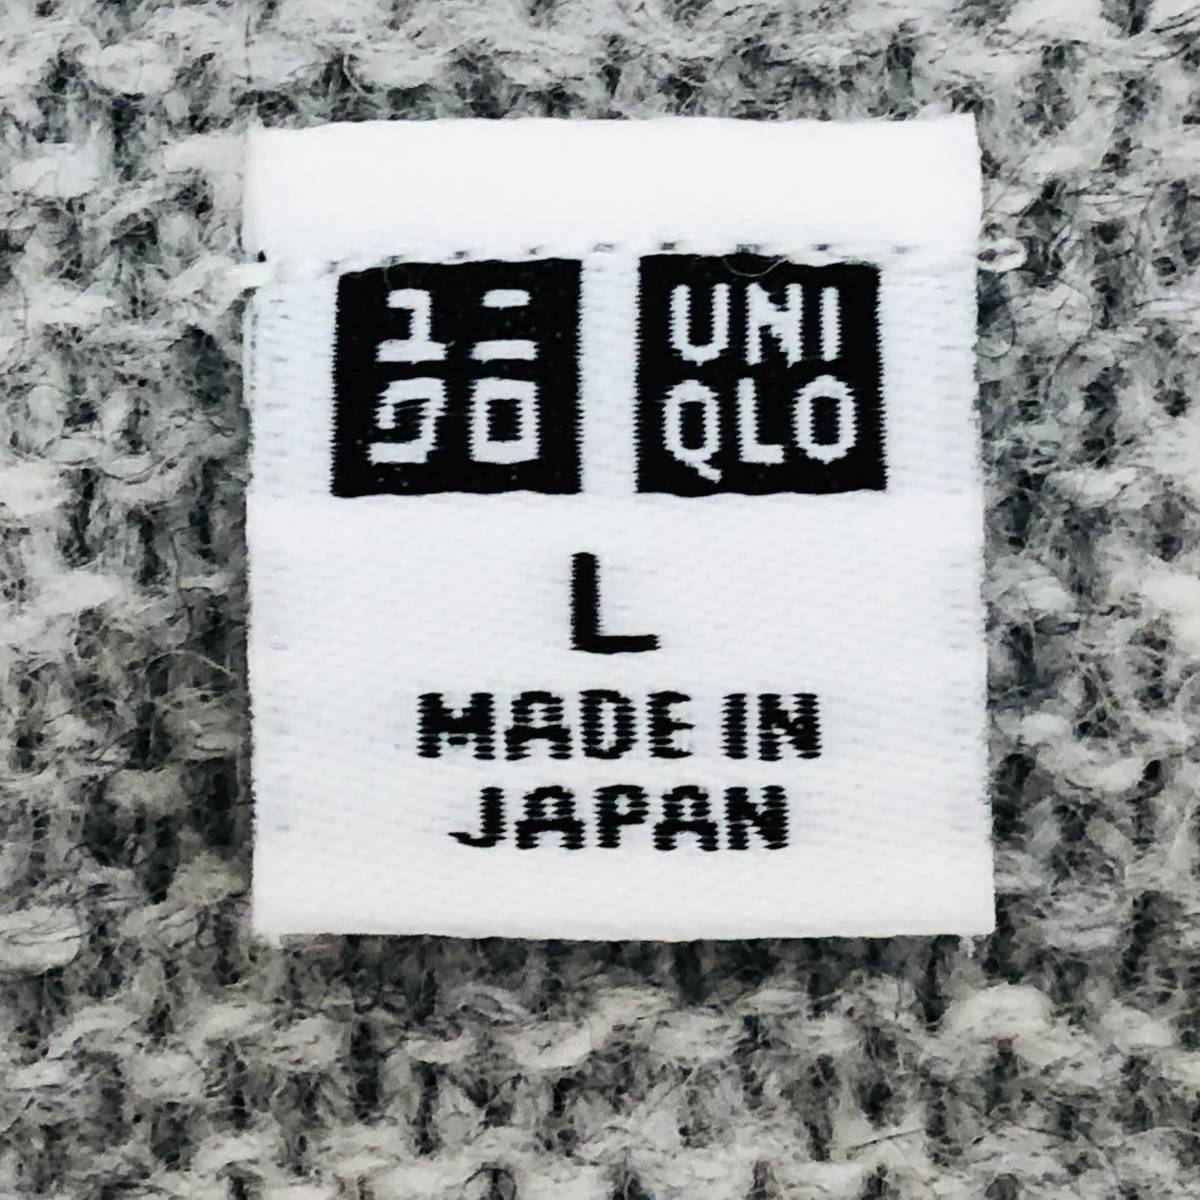 ユニ
クロ
UNI
QLO
L
MADE IN
JAPAN